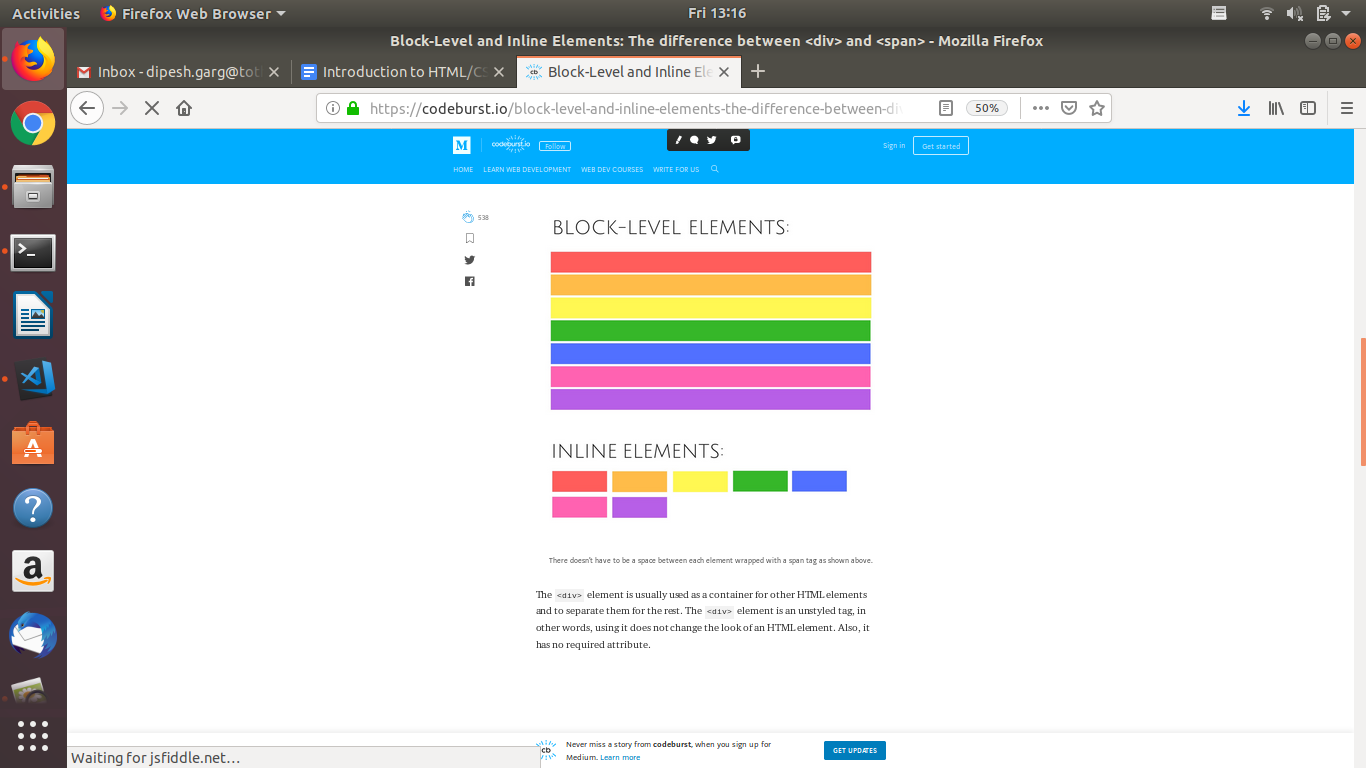 Activities
Firefox Web Browser
Fri 13:16
Block-Level and Inline Elements: The difference between <div> and <span> - Mozilla Firefox
Inbox - dipesh.garg@tot
Introduction to HTML/CS
Block-Level and Inline Ele
https://codeburst.io/block-level-and-inline-elements-the-difference-between-div
50%
M
codeburst.io
Follow
Sign in
Get started
HOME
LEARN WEB DEVELOPMENT
WEB DEV COURSES
WRITE FOR US
538
BLOCK-LEVEL ELEMENTS:
INLINE ELEMENTS:
There doesn't have to be a space between each element wrapped with a span tag as shown above.
The <div> element is usually used as a container for other HTML elements
and to separate them for the rest. The <div> element is an unstyled tag, in
other words, using it does not change the look of an HTML element. Also, it
has no required attribute.
cb
Never miss a story from codeburst, when you sign up for
Medium. Learn more
GET UPDATES
Waiting for jsfiddle.net…